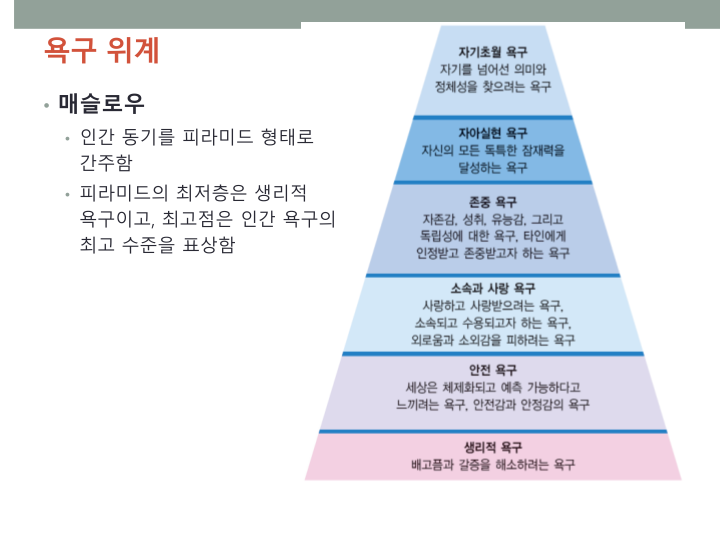 욕구 위계
• 매슬로우
• 인간 동기를 피라미드 형태로
간주함
• 피라미드의 최저층은 생리적
욕구이고, 최고점은 인간 욕구의
최고 수준을 표상함
자기초월 욕구
자기를 넘어선 의미와
정체성을 찾으려는 욕구
자아실현 욕구
자신의 모든 독특한 잠재력을
달성하는 욕구
존중 욕구
자존감, 성취, 유능감, 그리고
독립성에 대한 욕구, 타인에게
인정받고 존중받고자 하는 욕구
소속과 사랑 욕구
사랑하고 사랑받으려는 욕구,
소속되고 수용되고자 하는 욕구,
외로움과 소외감을 피하려는 욕구
안전 욕구
세상은 체제화되고 예측 가능하다고
느끼려는 욕구, 안전감과 안정감의 욕구
생리적 욕구
배고픔과 갈증을 해소하려는 욕구